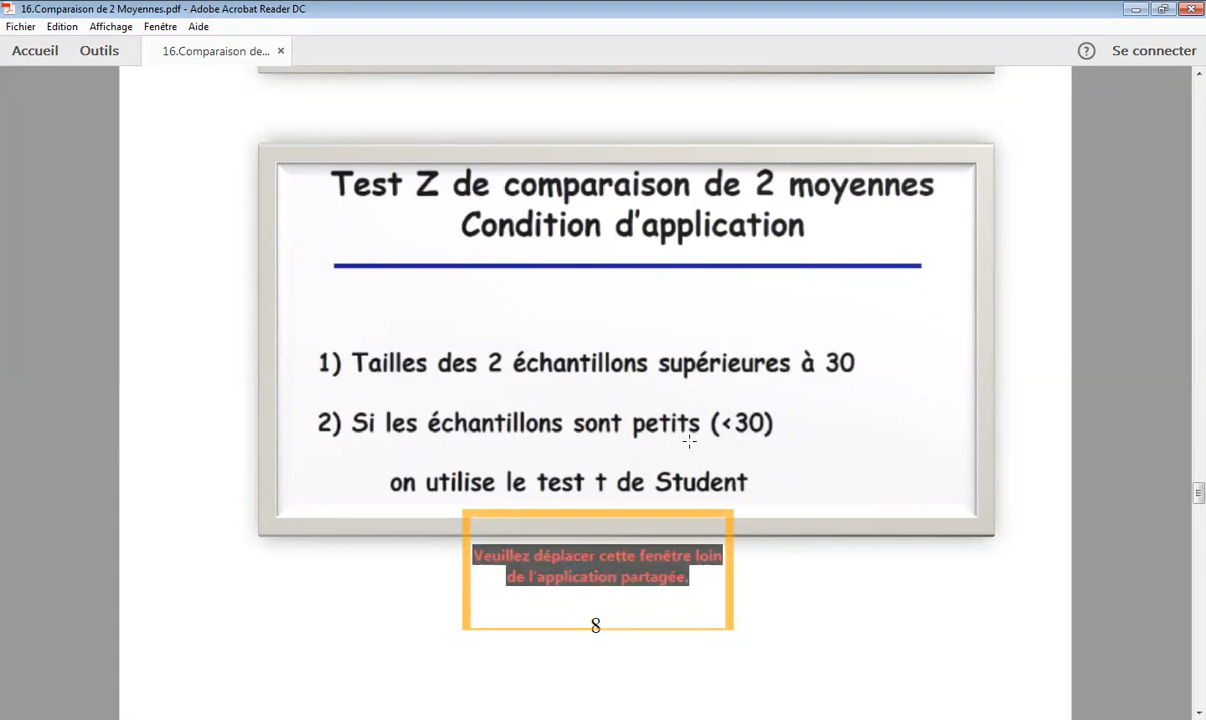 16.Comparaison de 2 Moyennes.pdf - Adobe Acrobat Reader DC
Fichier Edition Affichage Fenêtre Aide
Accueil Outils 16.Comparaison de... × ? Se connecter
Test Z de comparaison de 2 moyennes
Condition d'application
1) Tailles des 2 échantillons supérieures à 30
2) Si les échantillons sont petits (<30)
on utilise le test t de Student
Veuillez déplacer cette fenêtre loin
de l'application partagée.
8